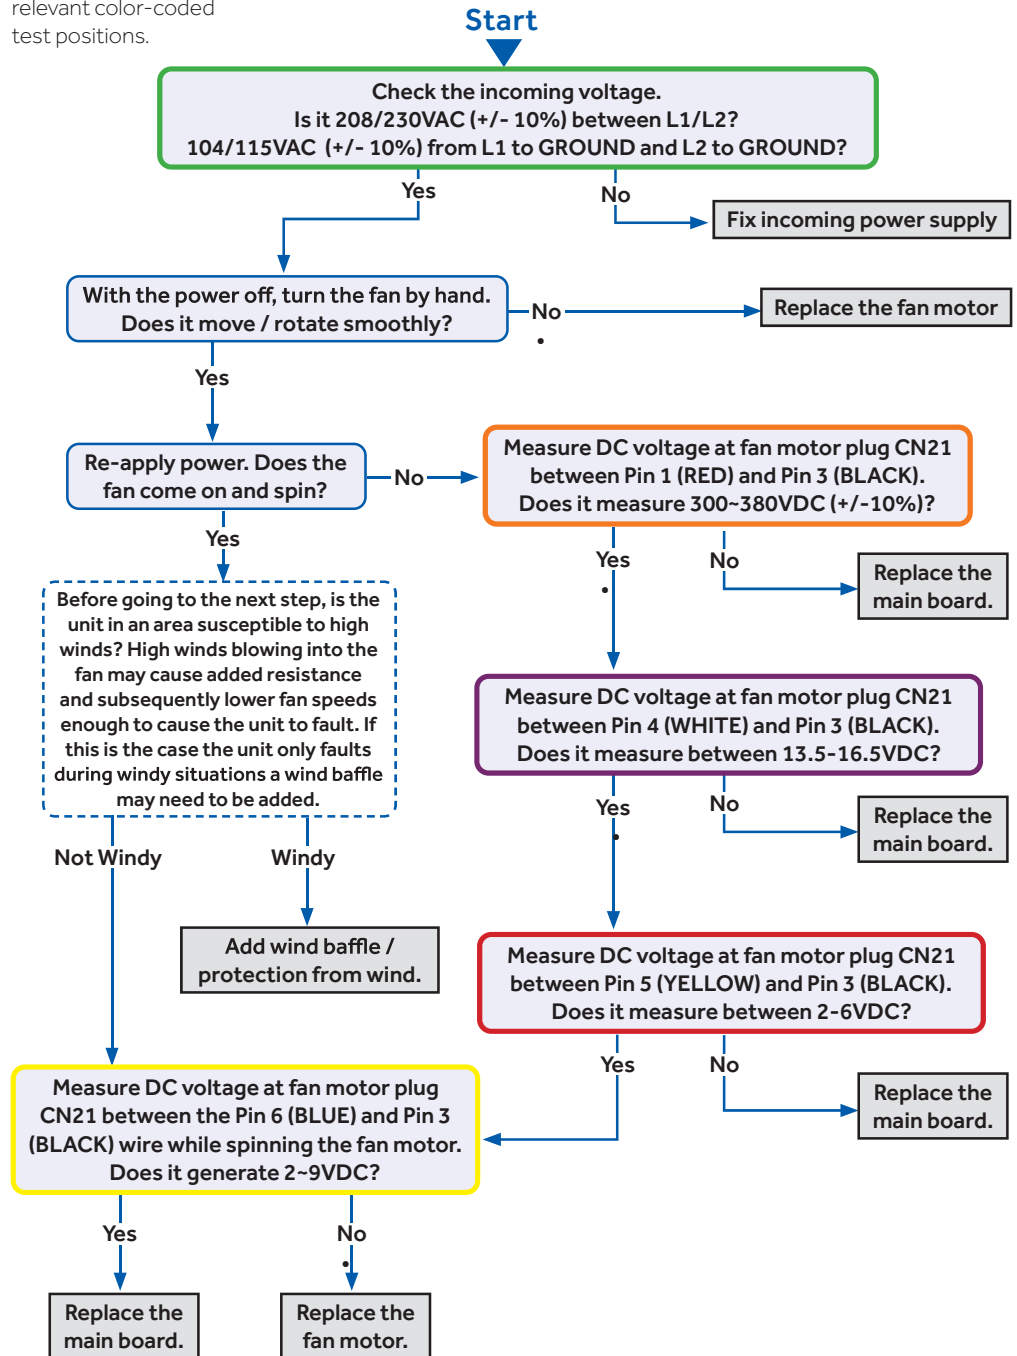 relevant color-coded
test positions.
Start
Check the incoming voltage.
Is it 208/230VAC (+/- 10%) between L1/L2?
104/115VAC (+/- 10%) from L1 to GROUND and L2 to GROUND?
Yes
No
Fix incoming power supply
With the power off, turn the fan by hand.
Does it move / rotate smoothly?
No
Replace the fan motor
Yes
Re-apply power. Does the
fan come on and spin?
No
Measure DC voltage at fan motor plug CN21
between Pin 1 (RED) and Pin 3 (BLACK).
Does it measure 300~380VDC (+/-10%)?
Yes
Yes
No
Replace the
main board.
Before going to the next step, is the
unit in an area susceptible to high
winds? High winds blowing into the
fan may cause added resistance
and subsequently lower fan speeds
enough to cause the unit to fault. If
this is the case the unit only faults
during windy situations a wind baffle
may need to be added.
Measure DC voltage at fan motor plug CN21
between Pin 4 (WHITE) and Pin 3 (BLACK).
Does it measure between 13.5-16.5VDC?
Yes
No
Replace the
main board.
Not Windy
Windy
Add wind baffle /
protection from wind.
Measure DC voltage at fan motor plug CN21
between Pin 5 (YELLOW) and Pin 3 (BLACK).
Does it measure between 2-6VDC?
Yes
No
Replace the
main board.
Measure DC voltage at fan motor plug
CN21 between the Pin 6 (BLUE) and Pin 3
(BLACK) wire while spinning the fan motor.
Does it generate 2~9VDC?
Yes
No
Replace the
main board.
Replace the
fan motor.